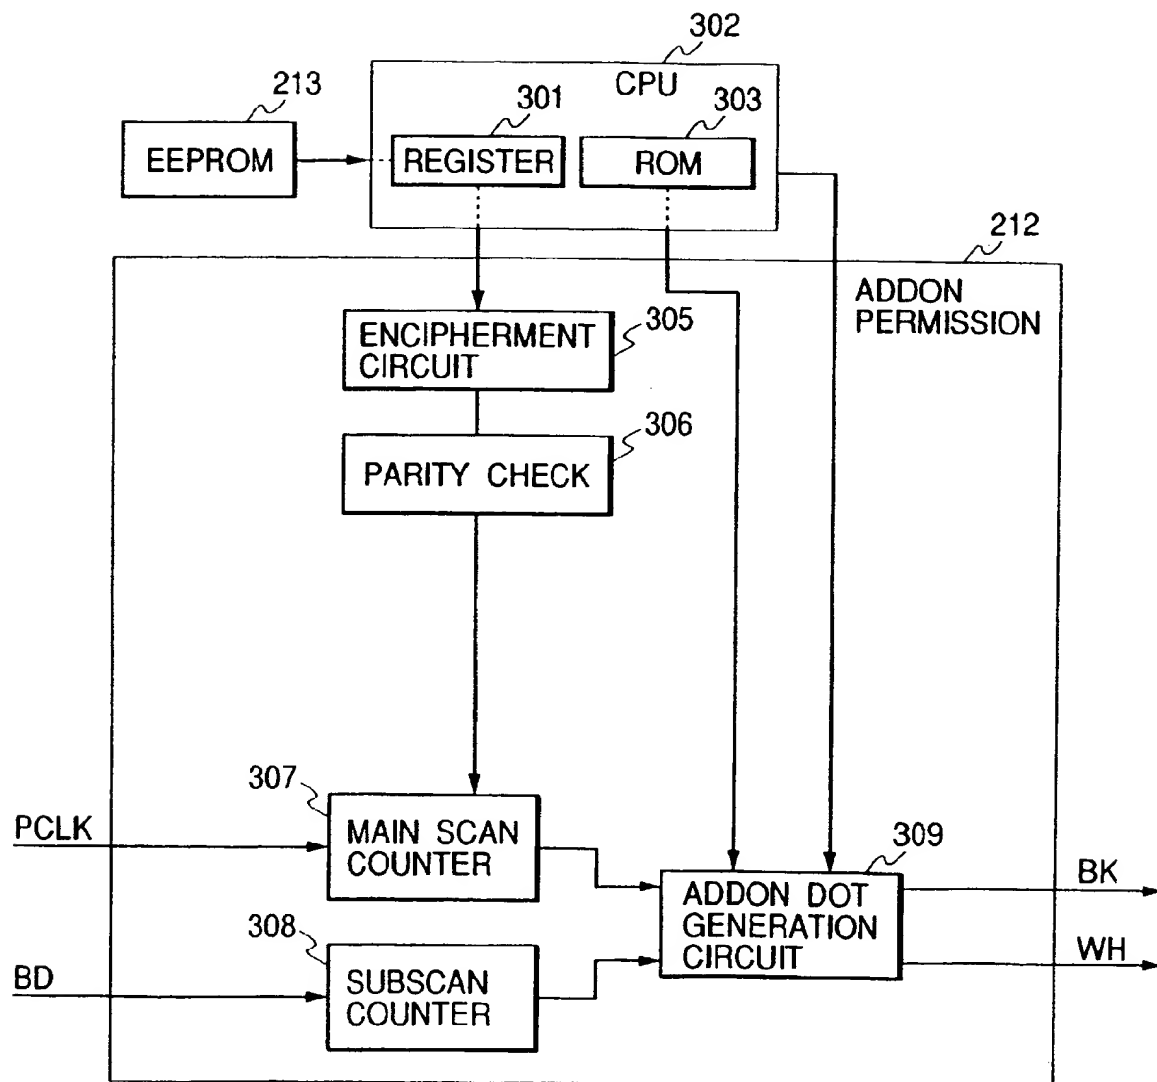 302
CPU
213
301
303
EEPROM
REGISTER
ROM
212
ADDON
PERMISSION
ENCIPHERMENT
CIRCUIT
305
306
PARITY CHECK
307
PCLK
MAIN SCAN
COUNTER
309
ADDON DOT
GENERATION
CIRCUIT
BK
WH
308
BD
SUBSCAN
COUNTER